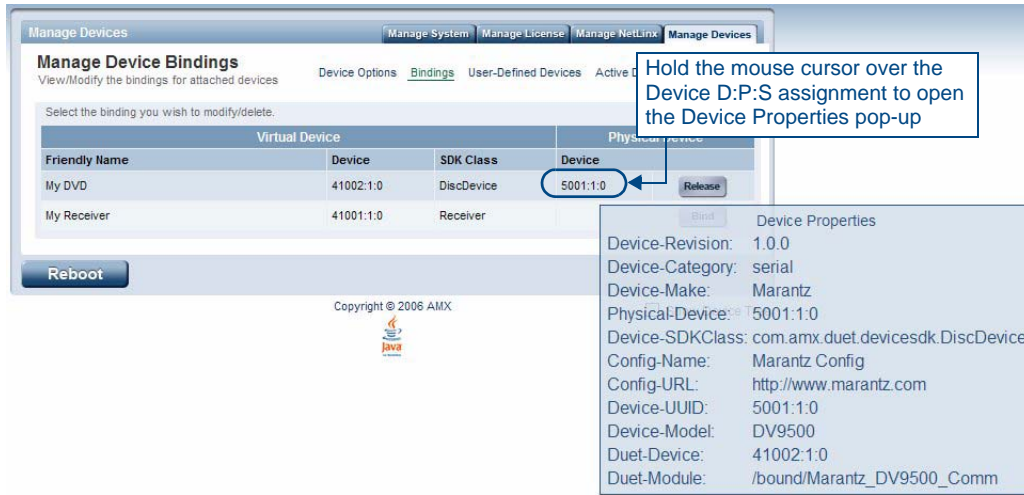 Manage Devices
Manage System Manage License Manage NetLinx Manage Devices
Manage Device Bindings
View/Modify the bindings for attached devices
Device Options Bindings User-Defined Devices Active D
Hold the mouse cursor over the
Device D:P:S assignment to open
the Device Properties pop-up
Select the binding you wish to modify/delete.
Virtual Device Physical Device
Friendly Name Device SDK Class Device
My DVD 41002:1:0 DiscDevice 5001:1:0 Release
My Receiver 41001:1:0 Receiver Bind
Reboot
Copyright © 2006 AMX
Java
Device Properties
Device-Revision: 1.0.0
Device-Category: serial
Device-Make: Marantz
Physical-Device: 5001:1:0
Device-SDKClass: com.amx.duet.devicesdk.DiscDevice
Config-Name: Marantz Config
Config-URL: http://www.marantz.com
Device-UUID: 5001:1:0
Device-Model: DV9500
Duet-Device: 41002:1:0
Duet-Module: /bound/Marantz_DV9500_Comm